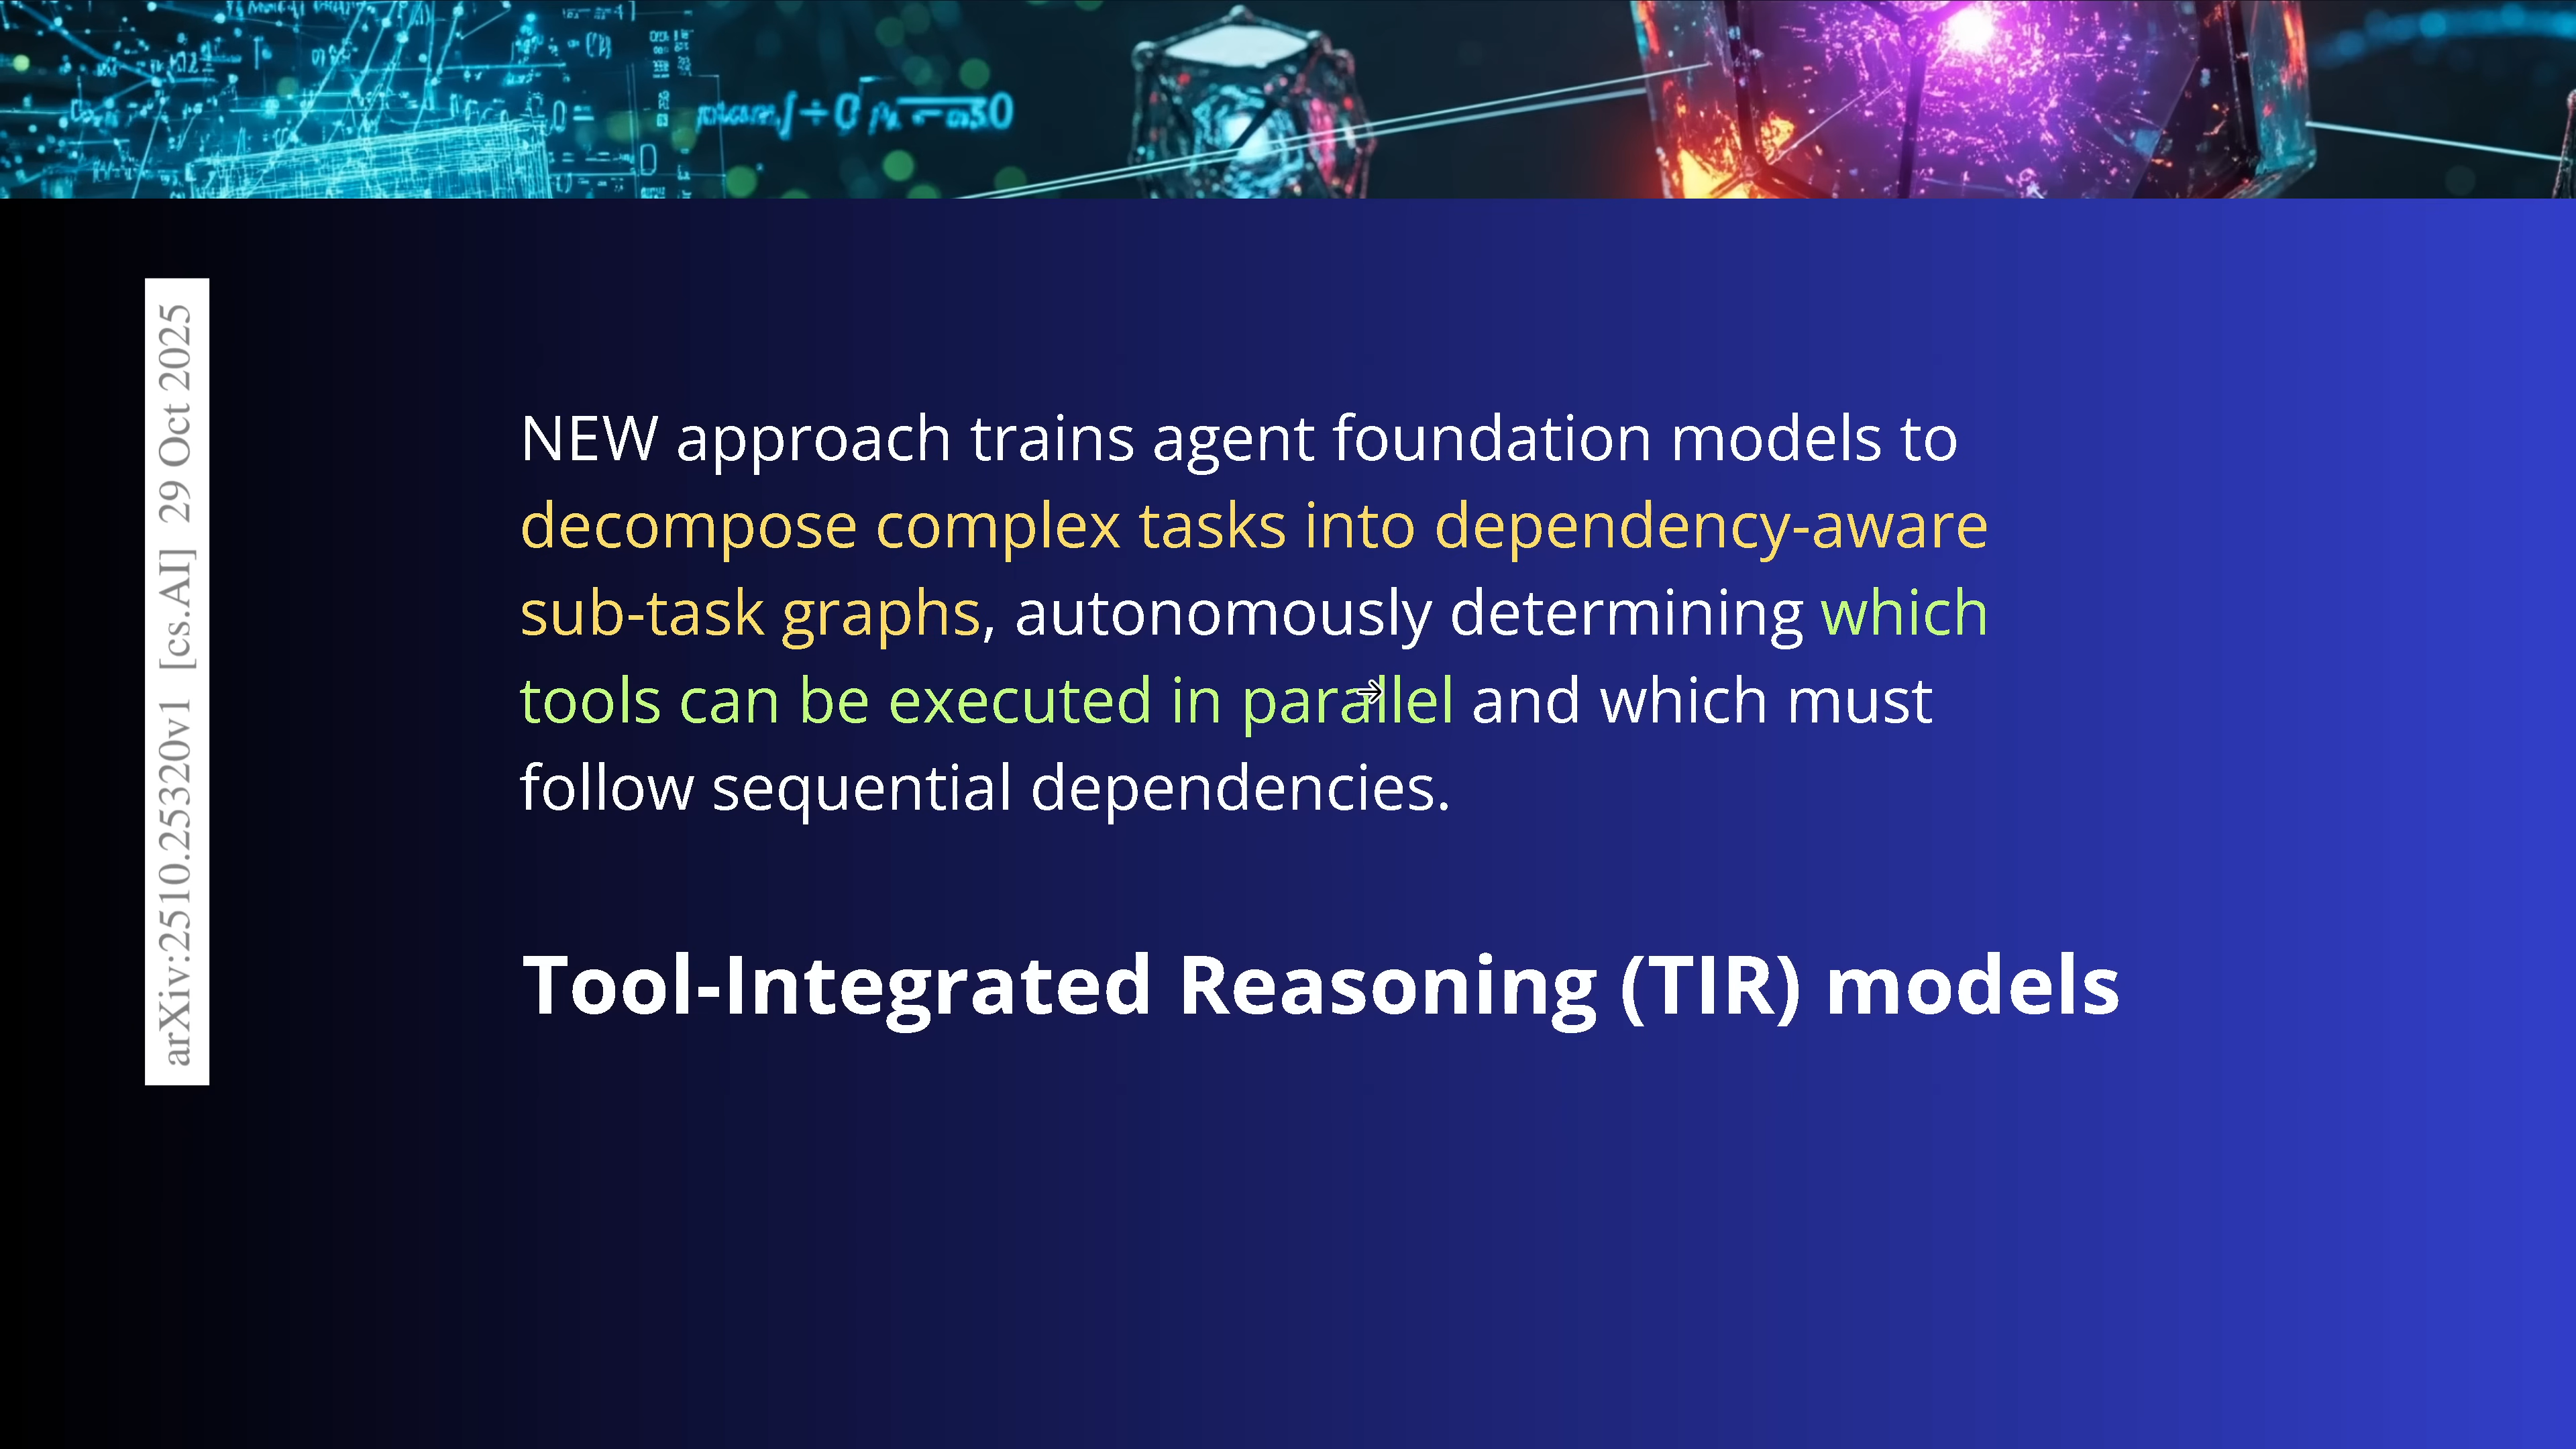 arXiv:2510.25320v1 [cs.AI] 29 Oct 2025
NEW approach trains agent foundation models to
decompose complex tasks into dependency-aware
sub-task graphs, autonomously determining which
tools can be executed in parallel and which must
follow sequential dependencies.
Tool-Integrated Reasoning (TIR) models